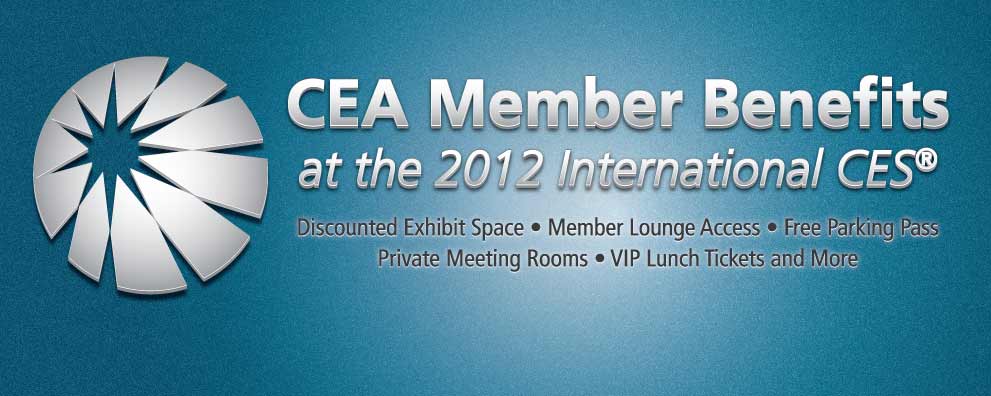 CEA Member Benefits
at the 2012 International CES®
Discounted Exhibit Space • Member Lounge Access • Free Parking Pass
Private Meeting Rooms • VIP Lunch Tickets and More